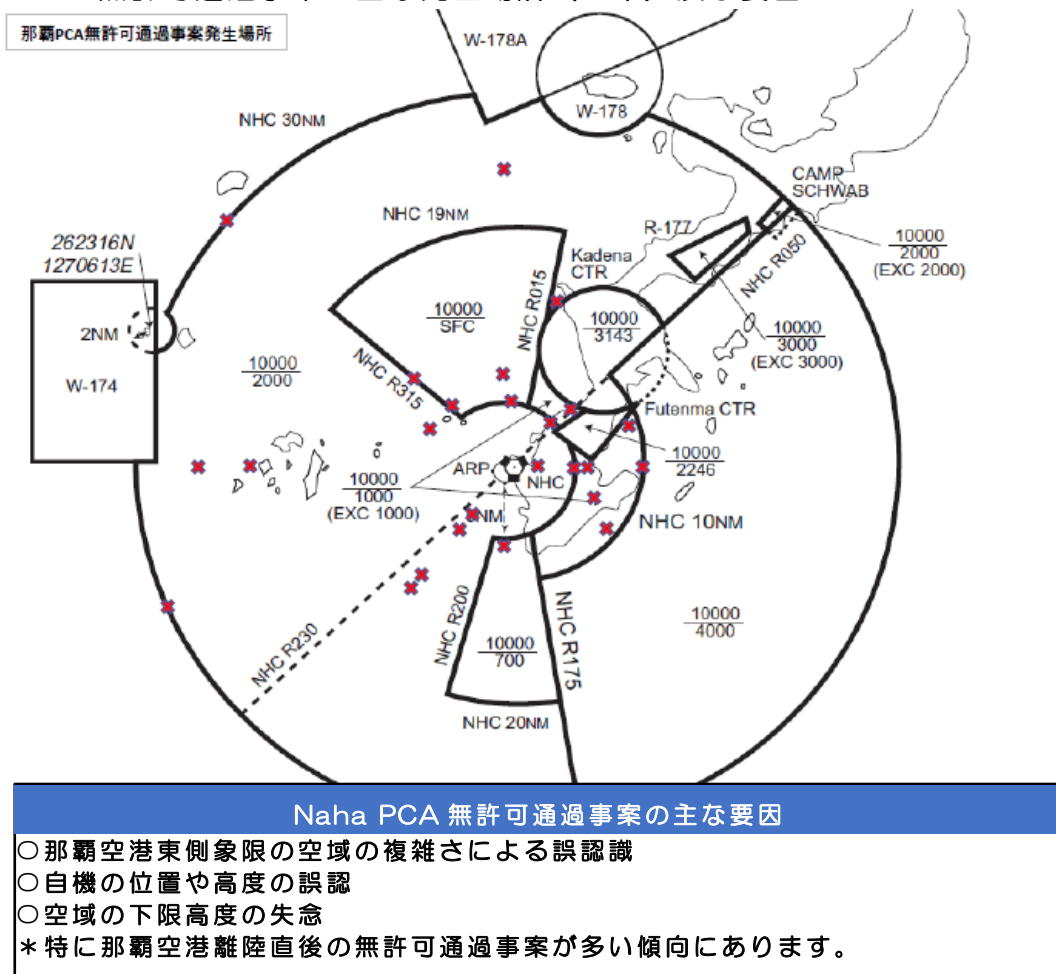 那覇PCA無許可通過事案発生場所
W-178A
W-178
NHC 30NM
CAMP
SCHWAB
NHC 19NM
R-177
262316N
1270613E
Kadena
CTR
10000
2000
(EXC 2000)
NHC R050
NHC R015
10000
SFC
10000
3143
2NM
10000
3000
(EXC 3000)
W-174
10000
2000
NHC R315
Futenma CTR
10000
2246
ARP
NHC
10000
1000
(EXC 1000)
NM
NHC 10NM
NHC R200
NHC R175
10000
4000
NHC R230
10000
700
NHC 20NM
Naha PCA 無許可通過事案の主な要因
○那覇空港東側象限の空域の複雑さによる誤認識
○自機の位置や高度の誤認
○空域の下限高度の失念
＊特に那覇空港離陸直後の無許可通過事案が多い傾向にあります。